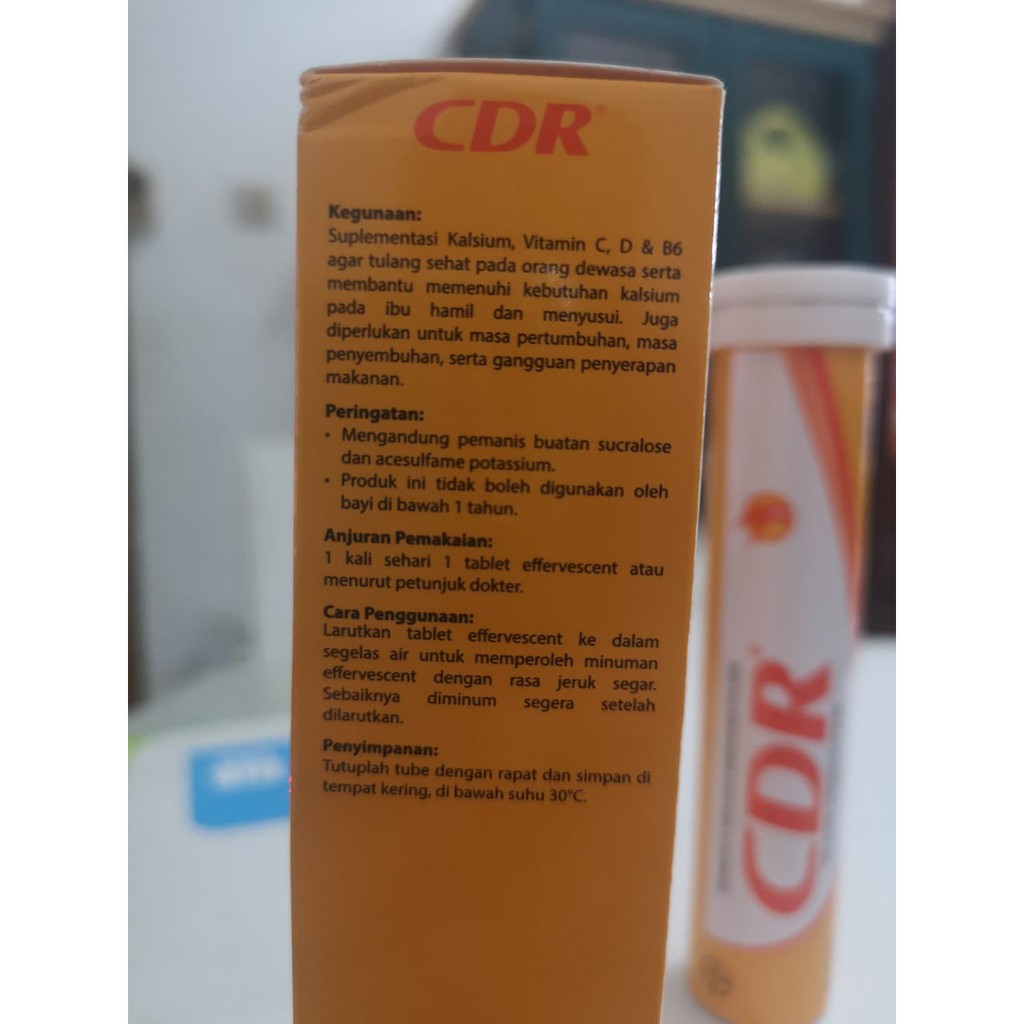 CDR®
Kegunaan:
Suplementasi Kalsium, Vitamin C, D & B6
agar tulang sehat pada orang dewasa serta
membantu memenuhi kebutuhan kalsium
pada ibu hamil dan menyusui. Juga
diperlukan untuk masa pertumbuhan, masa
penyembuhan, serta gangguan penyerapan
makanan.
Peringatan:
• Mengandung pemanis buatan sucralose
dan acesulfame potassium.
• Produk ini tidak boleh digunakan oleh
bayi di bawah 1 tahun.
Anjuran Pemakaian:
1 kali sehari 1 tablet effervescent atau
menurut petunjuk dokter.
Cara Penggunaan:
Larutkan tablet effervescent ke dalam
segelas air untuk memperoleh minuman
effervescent dengan rasa jeruk segar.
Sebaiknya diminum segera setelah
dilarutkan.
Penyimpanan:
Tutuplah tube dengan rapat dan simpan di
tempat kering, di bawah suhu 30°C.
CDR®